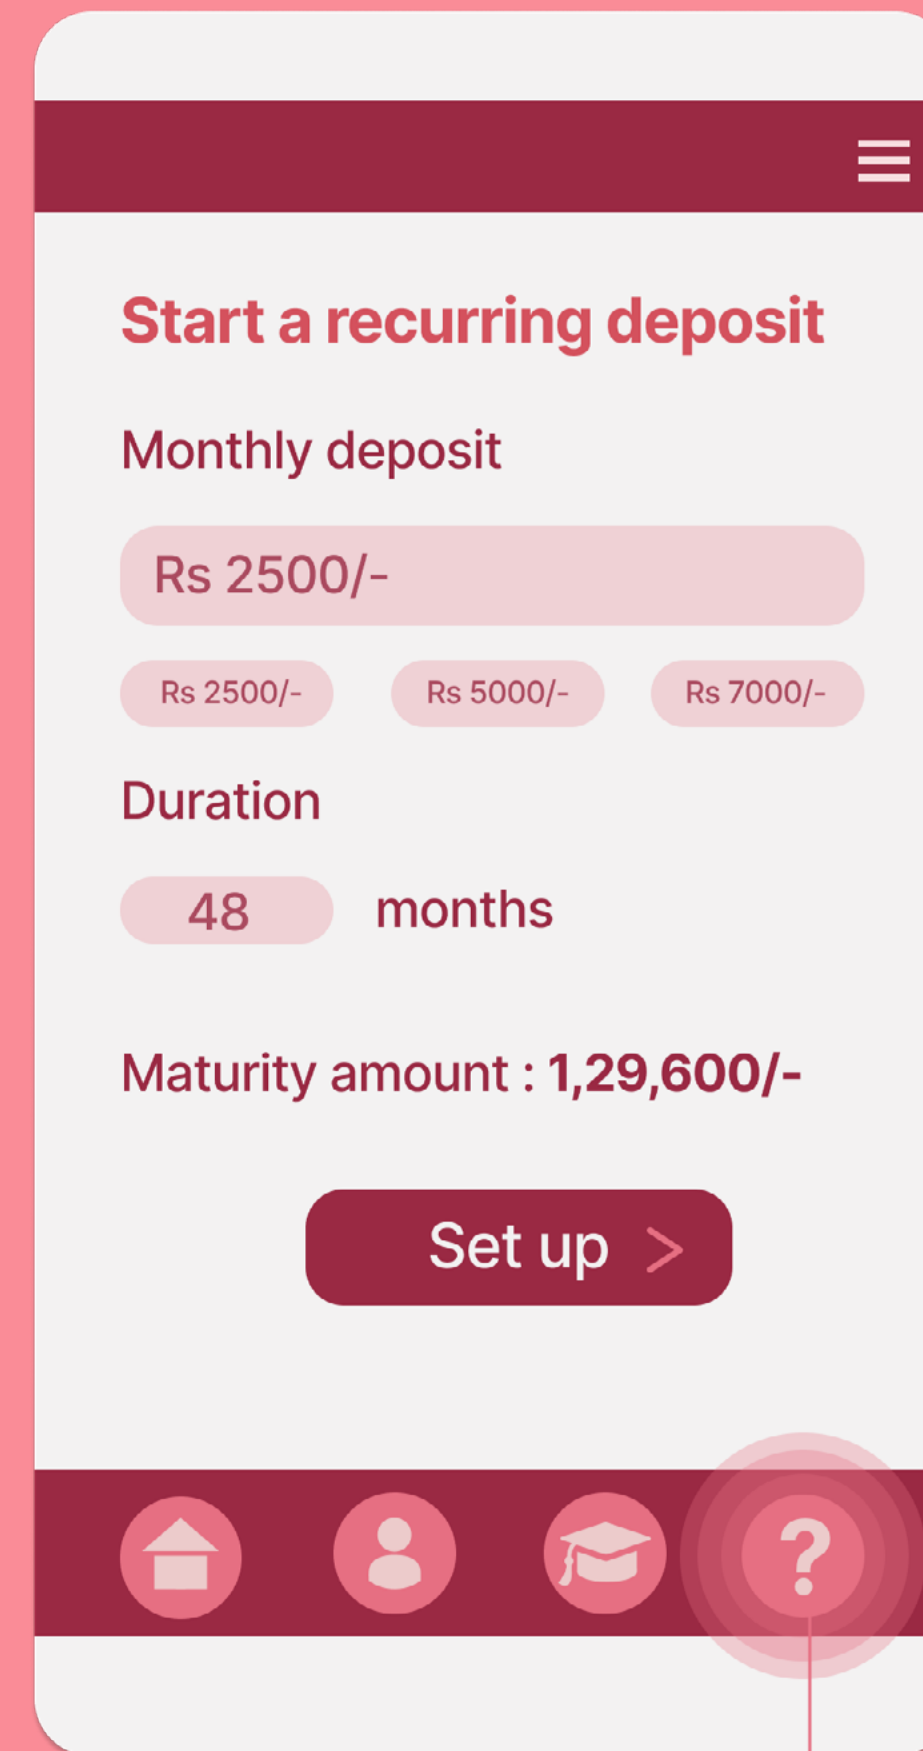 Start a recurring deposit
Monthly deposit
Rs 2500/-
Rs 2500/- Rs 5000/- Rs 7000/-
Duration
48 months
Maturity amount : 1,29,600/-
Set up >
?